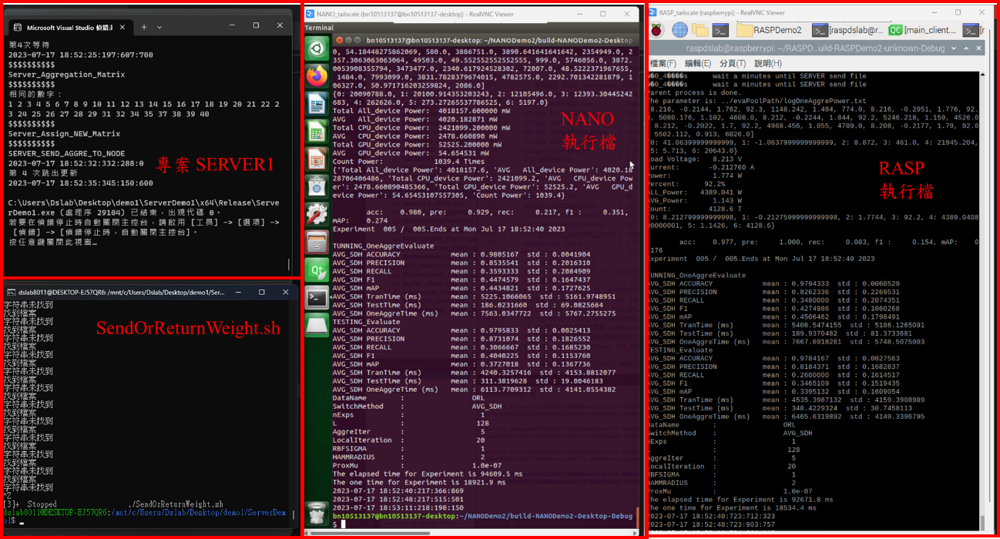 Microsoft Visual Studio 偵錯主
第4次等待
2023-07-17 18:52:25:197:607:700
$$$$$$$$$$
Server_Aggregation_Matrix
$$$$$$$$$$
相同的數字：
1 2 3 4 5 6 7 8 9 10 11 12 13 14 15 16 17 18 19 20 21 22 2
3 24 25 26 27 28 29 31 32 34 35 37 38 39 40
$$$$$$$$$$
Server_Assign_NEW_Matrix
$$$$$$$$$$
SERVER_SEND_AGGRE_TO_NODE
2023-07-17 18:52:32:332:288:0
第 4 次跳出更新
2023-07-17 18:52:35:345:150:600
專案 SERVER1
C:\Users\Dslab\Desktop\demo1\ServerDemo1\x64\Release\Serve
rDemo1.exe (處理序 29104) 已結束，出現代碼 0。
若要在偵錯停止時自動關閉主控台，請啟用 [工具] -> [選項] ->
[偵錯] -> [偵錯停止時，自動關閉主控台]。
按任意鍵關閉此視窗…
dslab8011@DESKTOP-EJ57QR6: /mnt/c/Users/Dslab/Desktop/demo1/Ser...
字符串未找到
找到檔案
字符串未找到
找到檔案
字符串未找到
找到檔案
字符串未找到
找到檔案
字符串未找到
找到檔案
字符串未找到
找到檔案
字符串未找到
找到檔案
字符串未找到
找到檔案
字符串未找到
找到檔案
字符串未找到
找到檔案
字符串未找到
找到檔案
字符串未找到
^Z
[3]+  Stopped                 ./SendOrReturnWeight.sh
dslab8011@DESKTOP-EJ57QR6:/mnt/c/Users/Dslab/Desktop/demo1/ServerDem
o1$
SendOrReturnWeight.sh
NANO_tailscale (bn10513137@bn10513137-desktop) - RealVNC Viewer
Terminal
bn10513137@bn10513137-desktop: ~/NANODemo2/build-NANODemo2-Desktop-
0, 54.18448275862069, 580.0, 3886751.0, 3890.641641641642, 2354949.0, 2
357.3063063063064, 49503.0, 49.552552552552555, 999.0, 5746056.0, 3872.
0053908355794, 3473477.0, 2340.617924528302, 72007.0, 48.5222371967655,
1484.0, 7993099.0, 3831.7828379674015, 4782575.0, 2292.701342281879, 1
06327.0, 50.971716203259824, 2086.0]
{0: 20090788.0, 1: 20100.914353203243, 2: 12105496.0, 3: 12393.30445242
683, 4: 262626.0, 5: 273.27265537786525, 6: 5197.0}
Total All_device Power:  4018157.600000 mW
AVG   All_device Power:  4020.182871 mW
Total CPU_device Power:  2421099.200000 mW
AVG   CPU_device Power:  2478.660890 mW
Total GPU_device Power:  52525.200000 mW
AVG   GPU_device Power:  54.654531 mW
Count Power:              1039.4 Times
{'Total All_device Power': 4018157.6, 'AVG   All_device Power': 4020.18
28706406486, 'Total CPU_device Power': 2421099.2, 'AVG   CPU_device Pow
er': 2478.660890485366, 'Total GPU_device Power': 52525.2, 'AVG   GPU_d
evice Power': 54.65453107557305, 'Count Power': 1039.4}
acc:    0.980, pre:    0.929, rec:    0.217, f1 :    0.351,
mAP:    0.274
Experiment  005 /  005.Ends at Mon Jul 17 18:52:40 2023
TUNNING_OneAggreEvaluate
AVG_SDH ACCURACY            mean : 0.9805167  std : 0.0041904
AVG_SDH PRECISION           mean : 0.8535541  std : 0.2016310
AVG_SDH RECALL              mean : 0.3593333  std : 0.2084909
AVG_SDH F1                  mean : 0.4474579  std : 0.1647437
AVG_SDH mAP                 mean : 0.4434821  std : 0.1727625
AVG_SDH TranTime (ms)       mean : 5225.1066065  std : 5161.9748951
AVG_SDH TestTime (ms)       mean : 186.0231660  std : 69.0825664
AVG_SDH OneAggreTime (ms)   mean : 7563.0347722  std : 5767.2755275
TESTING_Evaluate
AVG_SDH ACCURACY            mean : 0.9795833  std : 0.0025413
AVG_SDH PRECISION           mean : 0.8731074  std : 0.1826552
AVG_SDH RECALL              mean : 0.3066667  std : 0.1685230
AVG_SDH F1                  mean : 0.4040225  std : 0.1153760
AVG_SDH mAP                 mean : 0.3727018  std : 0.1367736
AVG_SDH TranTime (ms)       mean : 4240.3257416  std : 4153.8812077
AVG_SDH TestTime (ms)       mean : 311.3819628  std : 19.0046183
AVG_SDH OneAggreTime (ms)   mean : 6113.7709312  std : 4141.0554382
DataName        :                ORL
SwitchMethod    :                AVG_SDH
nExps           :                  1
L               :                 128
AggreIter       :                  5
LocalIteration  :                 20
RBFSIGMA        :                  1
HAMMRADIUS      :                  2
ProxMu          :                1.0e-07
The elapsed time for Experiment is 94609.5 ms
The one time for Experiment is 18921.9 ms
2023-07-17 18:52:40:217:366:869
2023-07-17 18:52:48:217:515:501
2023-07-17 18:53:11:218:198:150
bn10513137@bn10513137-desktop:~/NANODemo2/build-NANODemo2-Desktop-Debug
$
NANO
執行檔
RASP_tailscale (raspberrypi) - RealVNC Viewer
RASPDemo2
[raspdslab@r...
[main_client....
raspdslab@raspberrypi: ~/RASPD...uild-RASPDemo2-unknown-Debug
檔案(F)  編輯(E)  分頁(T)  說明(H)
wait a minutes until SERVER send file
wait a minutes until SERVER send file
Parent process is done.
The parameter is: ../evaPoolPath/logOneAggrePower.txt
[8.216, -0.2144, 1.762, 92.3, 1148.242, 1.484, 774.0, 8.216, -0.2051, 1.776, 92.
, 5080.176, 1.102, 4608.0, 8.212, -0.2244, 1.844, 92.2, 5246.218, 1.159, 4526.0
8.212, -0.2022, 1.7, 92.2, 4968.456, 1.055, 4709.0, 8.208, -0.2177, 1.79, 92.0
5502.112, 0.913, 6026.0]
{0: 41.06399999999999, 1: -1.0637999999999999, 2: 8.872, 3: 461.0, 4: 21945.204,
5: 5.713, 6: 20643.0}
Load Voltage:   8.213 V
Current:       -0.212760 A
Power:          1.774 W
Percent:       92.2%
ALL_Power:   4389.041 W
AVG_Power:      1.143 W
Count:         4128.6 T
{0: 8.212799999999998, 1: -0.21275999999999998, 2: 1.7744, 3: 92.2, 4: 4389.0408
00000001, 5: 1.1426, 6: 4128.6}
acc:    0.977, pre:    1.000, rec:    0.083, f1 :    0.154, mAP:    0
.176
Experiment  005 /  005.Ends at Mon Jul 17 18:52:40 2023
TUNNING_OneAggreEvaluate
AVG_SDH ACCURACY            mean : 0.9794333  std : 0.0060529
AVG_SDH PRECISION           mean : 0.8262336  std : 0.2269531
AVG_SDH RECALL              mean : 0.3480000  std : 0.2074351
AVG_SDH F1                  mean : 0.4274986  std : 0.1860268
AVG_SDH mAP                 mean : 0.4506462  std : 0.1798491
AVG_SDH TranTime (ms)       mean : 5406.5474155  std : 5186.1265091
AVG_SDH TestTime (ms)       mean : 189.9370482  std : 81.3733681
AVG_SDH OneAggreTime (ms)   mean : 7667.6918261  std : 5748.5075003
TESTING_Evaluate
AVG_SDH ACCURACY            mean : 0.9784167  std : 0.0027563
AVG_SDH PRECISION           mean : 0.8184371  std : 0.1682837
AVG_SDH RECALL              mean : 0.2600000  std : 0.1614517
AVG_SDH F1                  mean : 0.3465109  std : 0.1519435
AVG_SDH mAP                 mean : 0.3395132  std : 0.1609054
AVG_SDH TranTime (ms)       mean : 4535.3987132  std : 4159.3908989
AVG_SDH TestTime (ms)       mean : 348.4229324  std : 30.7458113
AVG_SDH OneAggreTime (ms)   mean : 6465.6319892  std : 4149.3396795
DataName        :                ORL
SwitchMethod    :                AVG_SDH
nExps           :                  1
:                 128
AggreIter       :                  5
LocalIteration  :                 20
RBFSIGMA        :                  1
HAMMRADIUS      :                  2
ProxMu          :                1.0e-07
The elapsed time for Experiment is 92671.8 ms
The one time for Experiment is 18534.4 ms
2023-07-17 18:52:40:723:712:323
2023-07-17 18:52:48:723:903:757
RASP
執行檔